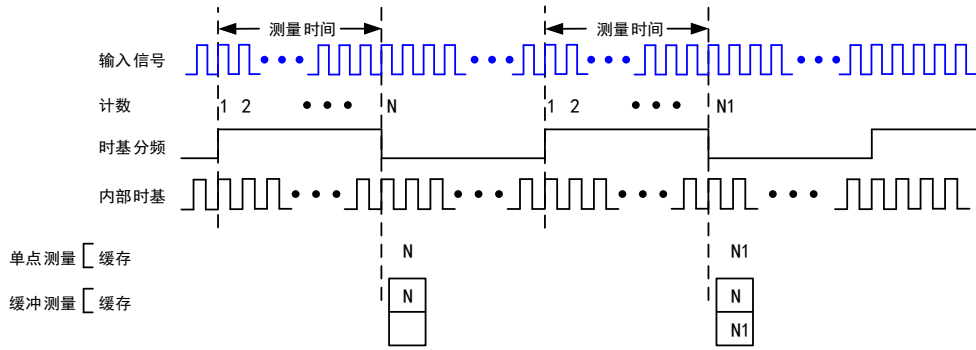 测量时间 测量时间
输入信号
计数 1 2 N 1 2 N1
时基分频
内部时基
单点测量 缓存 N N1
缓冲测量 缓存 N N
N1